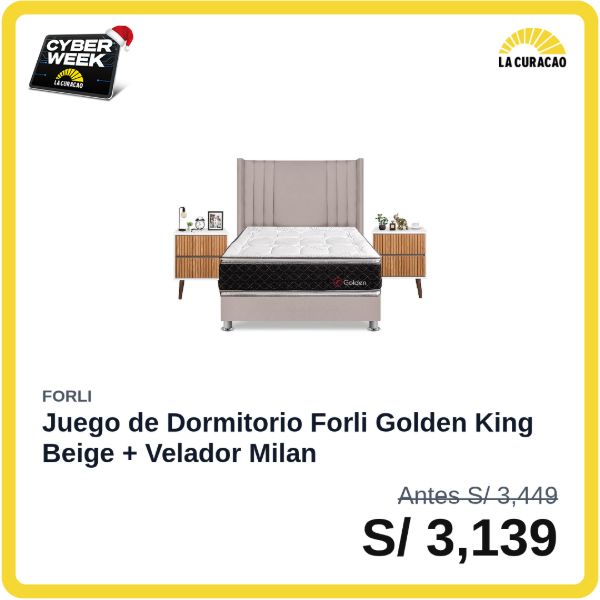 CYBER
WEEK
LA CURACAO
LA CURACAO
Golden
FORLI
Juego de Dormitorio Forli Golden King
Beige + Velador Milan
Antes S/ 3,449
S/ 3,139